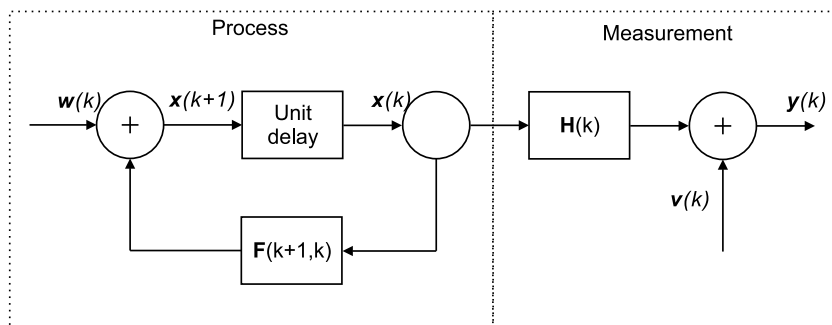 Process
Measurement
w(k)
+
x(k+1)
Unit
delay
x(k)
H(k)
+
y(k)
v(k)
F(k+1,k)